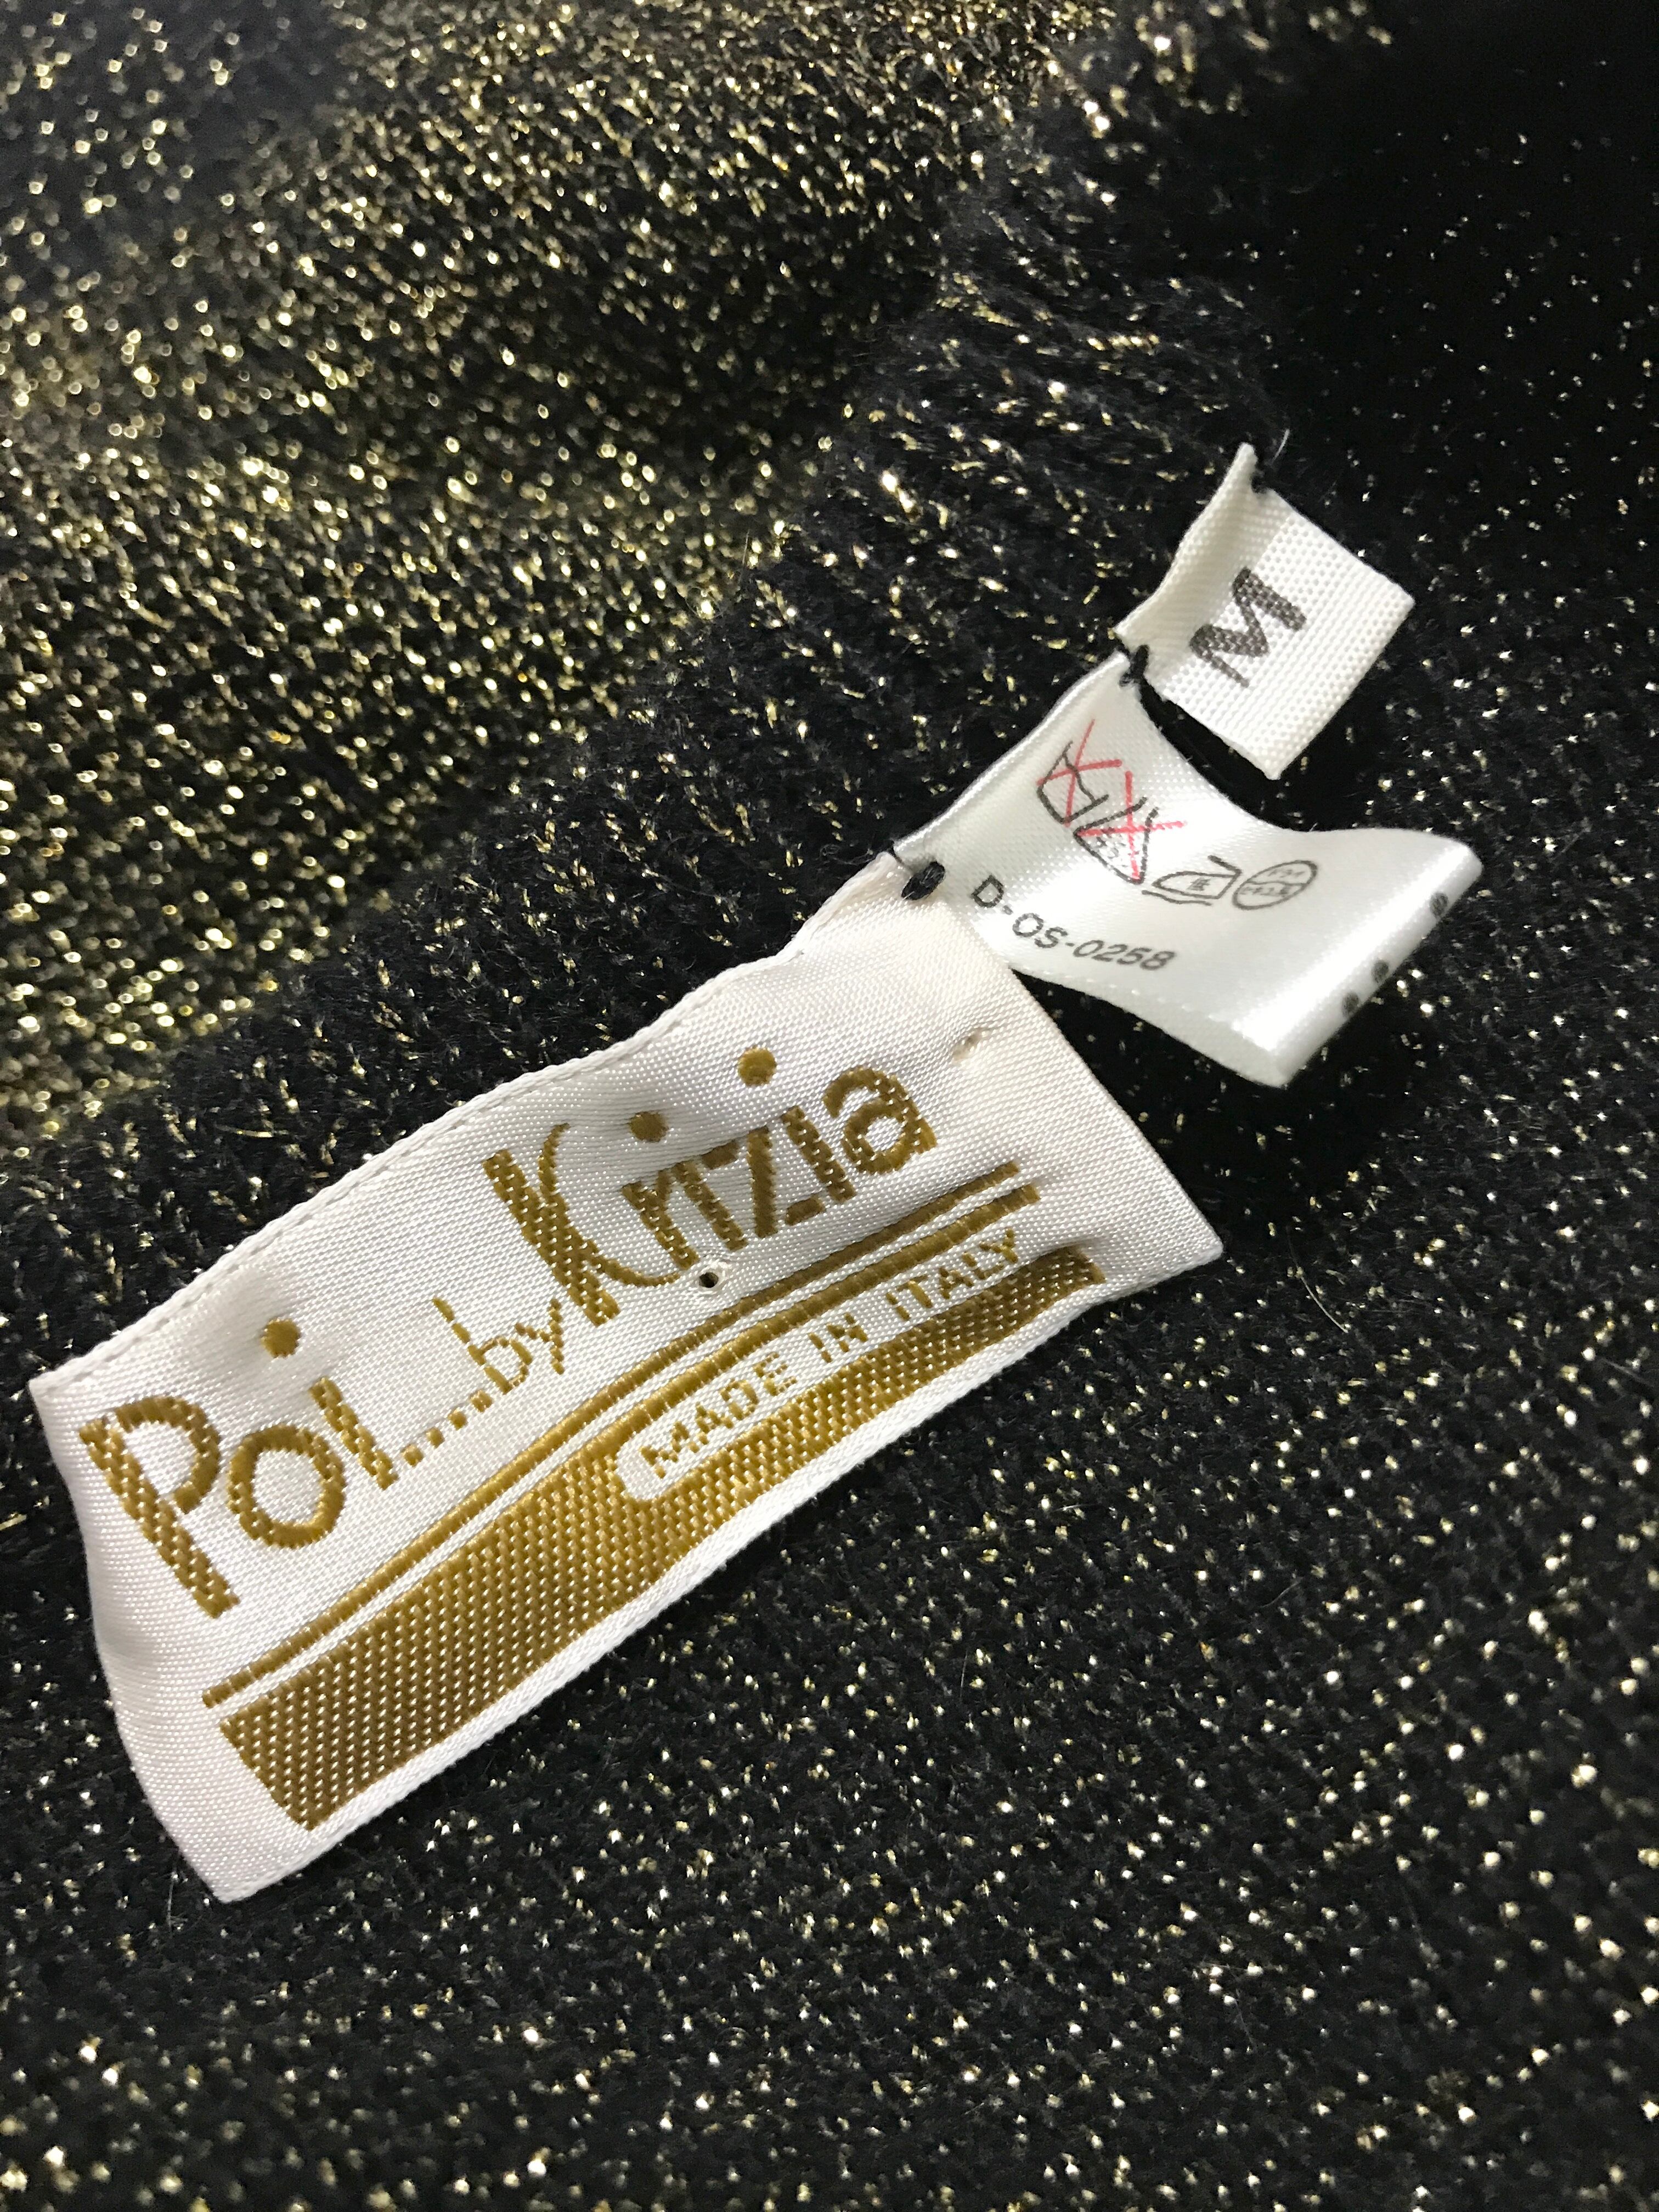 M
D-OS-0258
Poi....by Krizia
MADE IN ITALY